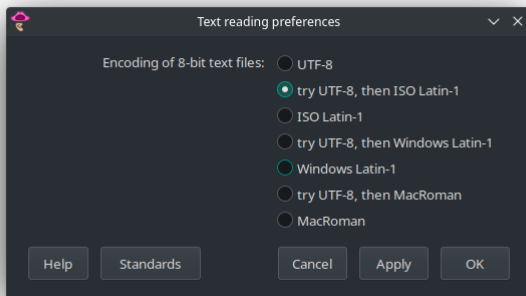 Text reading preferences
Encoding of 8-bit text files:
UTF-8
try UTF-8, then ISO Latin-1
ISO Latin-1
try UTF-8, then Windows Latin-1
Windows Latin-1
try UTF-8, then MacRoman
MacRoman
Help Standards Cancel Apply OK